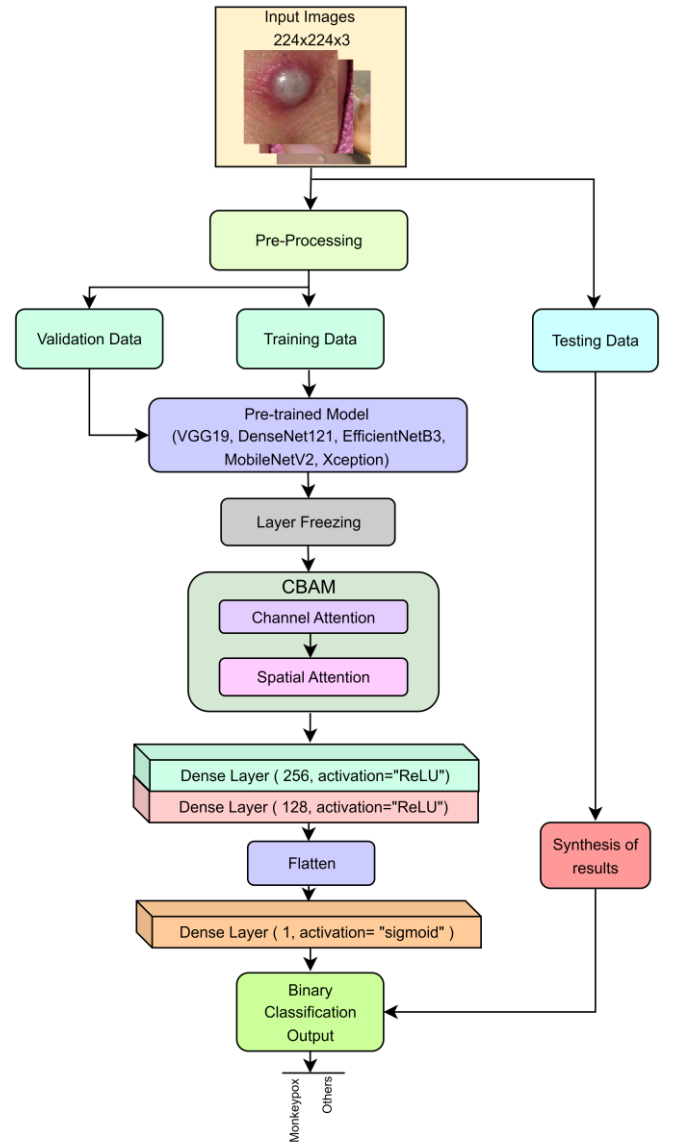 Input Images
224x224x3
Pre-Processing
Validation Data
Training Data
Testing Data
Pre-trained Model
(VGG19, DenseNet121, EfficientNetB3,
MobileNetV2, Xception)
Layer Freezing
CBAM
Channel Attention
Spatial Attention
Dense Layer ( 256, activation="ReLU")
Dense Layer ( 128, activation="ReLU")
Flatten
Synthesis of
results
Dense Layer ( 1, activation= "sigmoid" )
Binary
Classification
Output
Monkeypox
Others